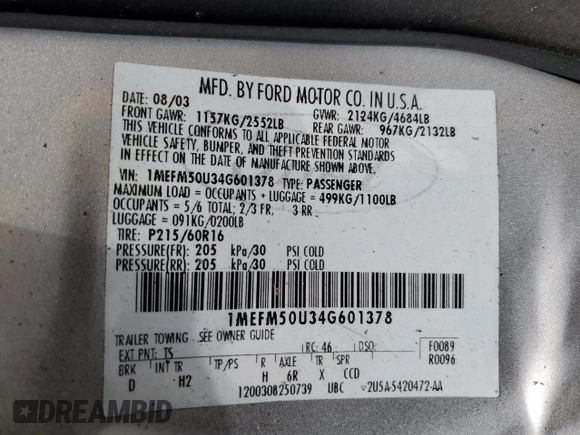 MFD. BY FORD MOTOR CO. IN U.S.A.
DATE: 08/03 GVWR: 2124KG/4684LB
FRONT GAWR: 1157KG/2552LB REAR GAWR: 967KG/2132LB
THIS VEHICLE CONFORMS TO ALL APPLICABLE FEDERAL MOTOR
VEHICLE SAFETY, BUMPER, AND THEFT PREVENTION STANDARDS
IN EFFECT ON THE DATE OF MANUFACTURE SHOWN ABOVE.
VIN: 1MEFM50U34G601378 TYPE: PASSENGER
MAXIMUM LOAD = OCCUPANTS + LUGGAGE = 499KG/1100LB
OCCUPANTS = 5/6 TOTAL; 2/3 FR, 3 RR
LUGGAGE = 091KG/0200LB
TIRE: P215/60R16
PRESSURE(FR) 205 kPa/30 PSI COLD
PRESSURE(RR) 205 kPa/30 PSI COLD
1MEFM50U34G601378
TRAILER TOWING - SEE OWNER GUIDE
EXT PNT: TS RC: 46 DSO: F0089
BRK INT TR TP/PS R AXLE TR SPR R0096
D H2 H 6R X CCD
1200308250739 UBC 2U5A-5420472-AA
DREAMBID